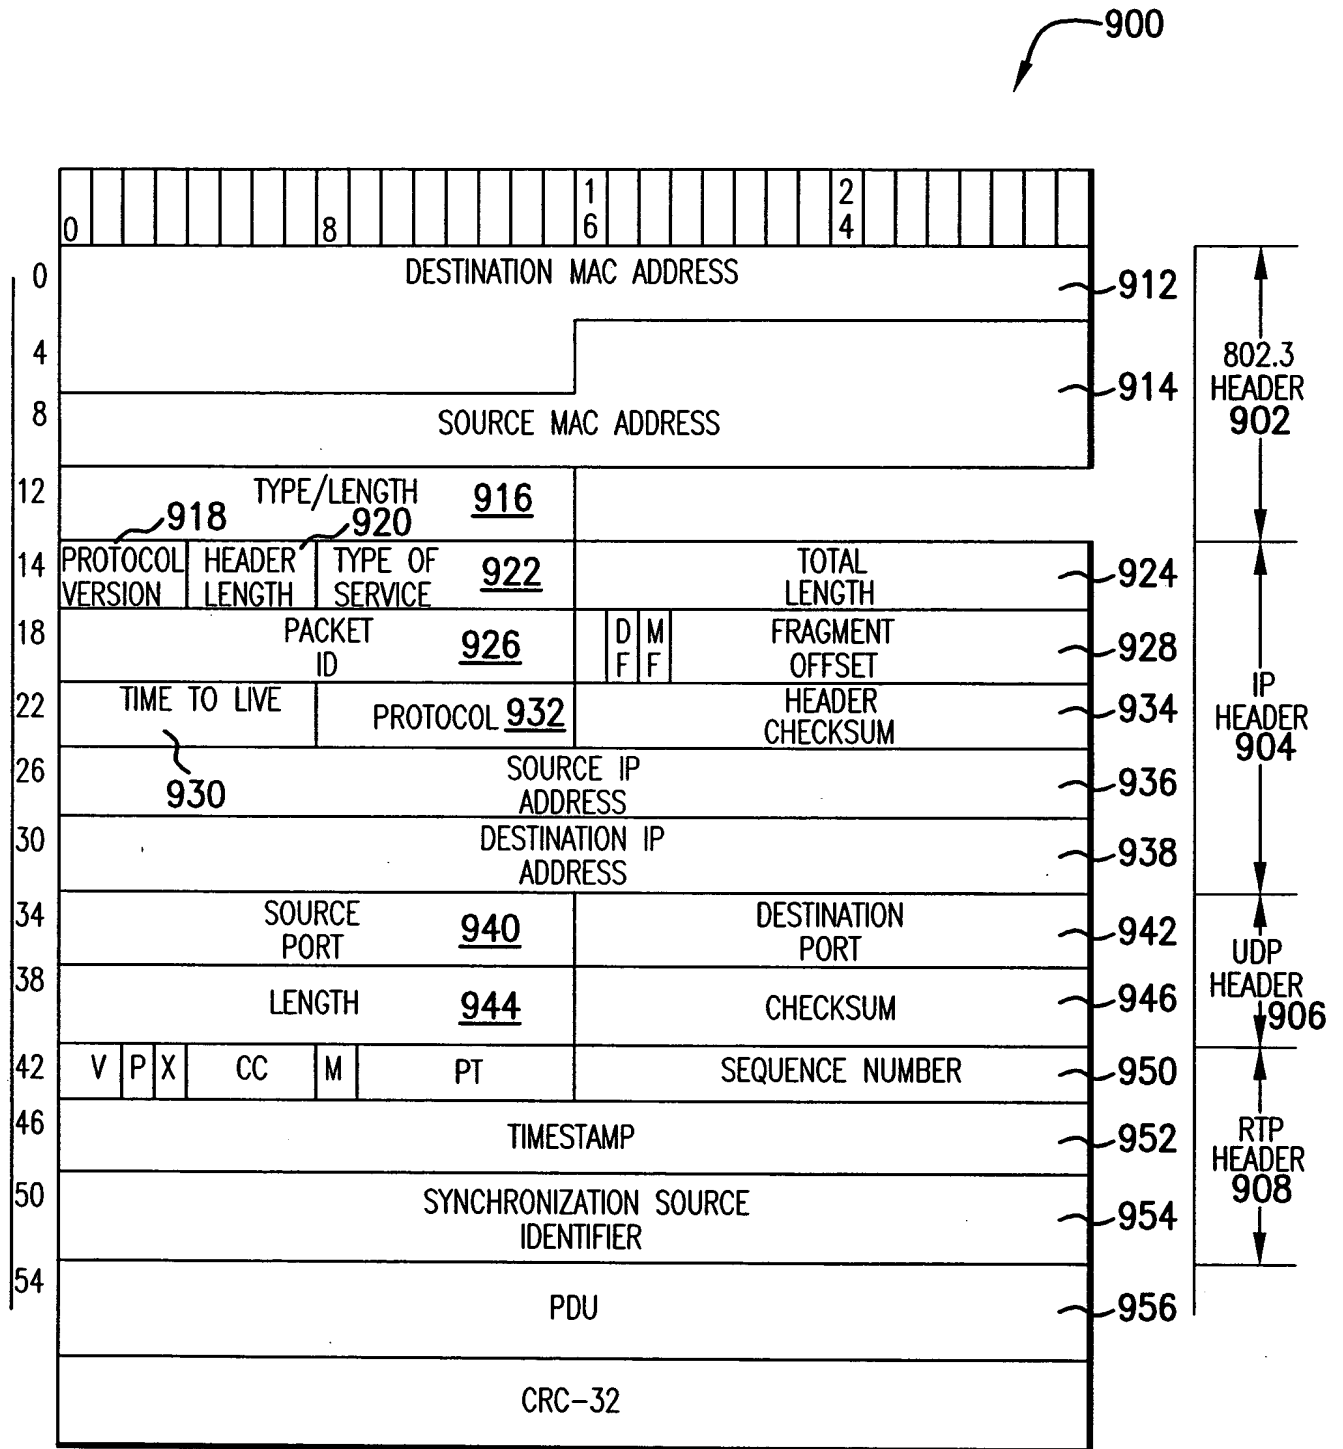 900
0 8 16 24
0 DESTINATION MAC ADDRESS 912
4
8 SOURCE MAC ADDRESS 914
802.3
HEADER
902
12 TYPE/LENGTH 916
918 920
14 PROTOCOL VERSION HEADER LENGTH TYPE OF SERVICE 922 TOTAL LENGTH 924
18 PACKET ID 926 DF MF FRAGMENT OFFSET 928
22 TIME TO LIVE PROTOCOL 932 HEADER CHECKSUM 934
930
IP
HEADER
904
26 SOURCE IP ADDRESS 936
30 DESTINATION IP ADDRESS 938
34 SOURCE PORT 940 DESTINATION PORT 942
38 LENGTH 944 CHECKSUM 946
UDP
HEADER
906
42 V P X CC M PT SEQUENCE NUMBER 950
46 TIMESTAMP 952
50 SYNCHRONIZATION SOURCE IDENTIFIER 954
RTP
HEADER
908
54 PDU 956
CRC-32